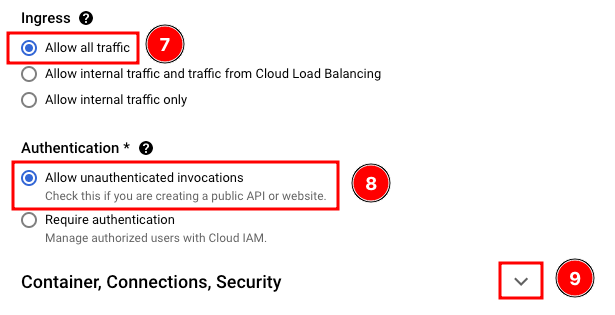 Ingress ?
Allow all traffic 7
Allow internal traffic and traffic from Cloud Load Balancing
Allow internal traffic only
Authentication * ?
Allow unauthenticated invocations
Check this if you are creating a public API or website. 8
Require authentication
Manage authorized users with Cloud IAM.
Container, Connections, Security 9